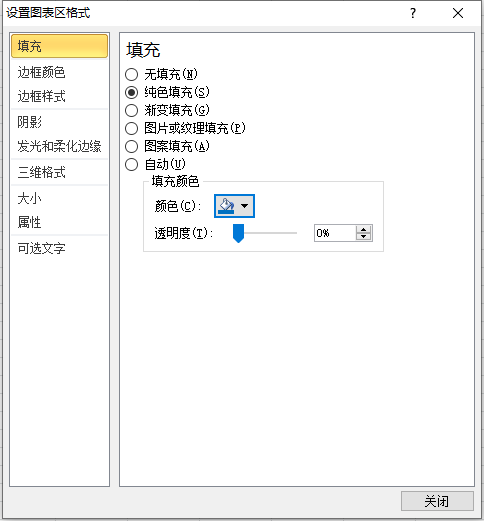 设置图表区格式
?
填充
边框颜色
边框样式
阴影
发光和柔化边缘
三维格式
大小
属性
可选文字
填充
无填充(N)
纯色填充(S)
渐变填充(G)
图片或纹理填充(P)
图案填充(A)
自动(U)
填充颜色
颜色(C):
透明度(T):
0%
关闭